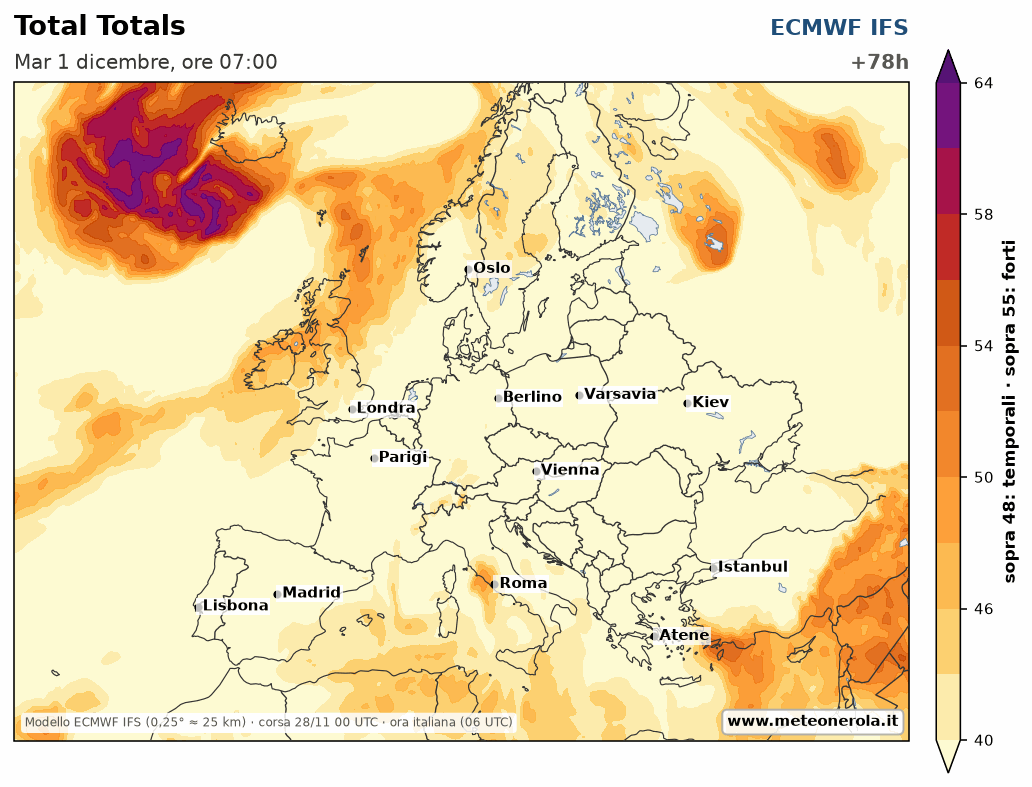 Total Totals
ECMWF IFS
Mar 1 dicembre, ore 07:00
+78h
64
58
54
50
46
40
sopra 48: temporali · sopra 55: forti
Oslo
Berlino
Varsavia
Kiev
Londra
Parigi
Vienna
Istanbul
Roma
Madrid
Lisbona
Atene
Modello ECMWF IFS (0,25° ≈ 25 km) · corsa 28/11 00 UTC · ora italiana (06 UTC)
www.meteonerola.it